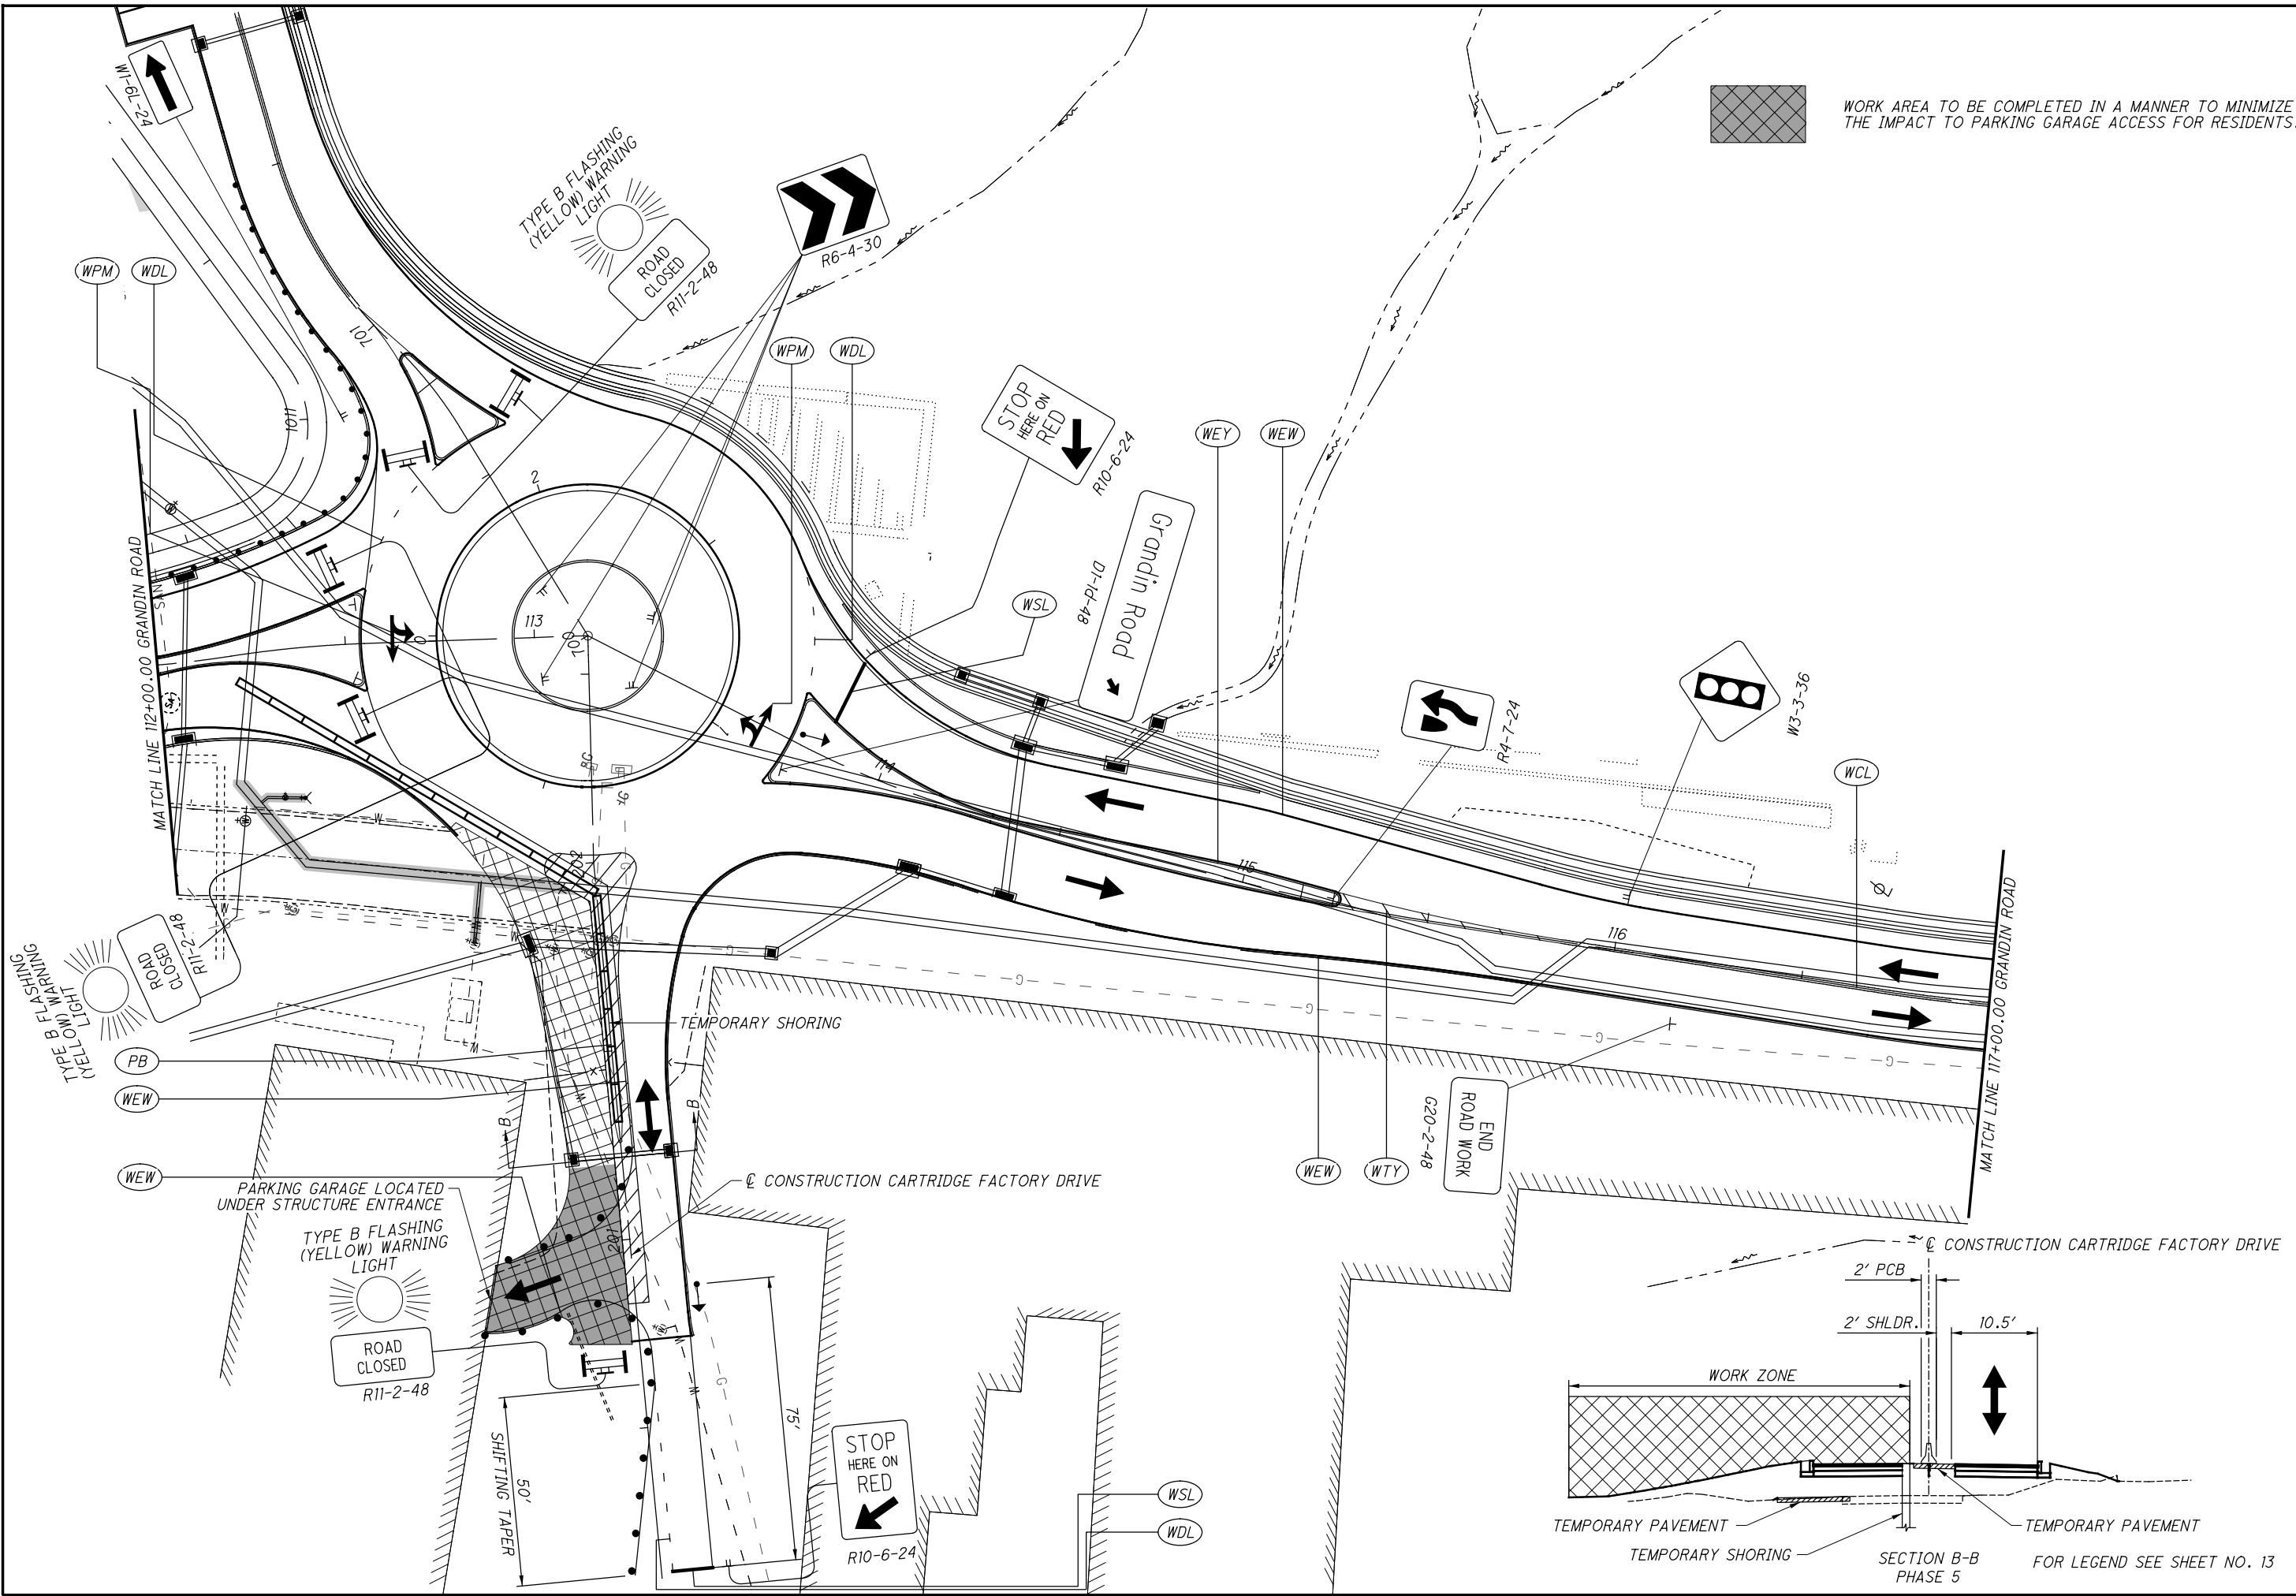 WORK AREA TO BE COMPLETED IN A MANNER TO MINIMIZE
THE IMPACT TO PARKING GARAGE ACCESS FOR RESIDENTS.
W1-6L-24
TYPE B FLASHING
(YELLOW) WARNING
LIGHT
ROAD
CLOSED
R11-2-48
R6-4-30
WPM
WDL
701
1101
WPM
WDL
STOP
HERE ON
RED
R10-6-24
WEY
WEW
2
MATCH LINE 112+00.00 GRANDIN ROAD
SAN
Grandin Road
D1-1d-48
WSL
113
0
0
702
114
R4-7-24
W3-3-36
WCL
W
G
W
G
115
116
202
MATCH LINE 117+00.00 GRANDIN ROAD
TYPE B FLASHING
(YELLOW) WARNING
LIGHT
ROAD
CLOSED
R11-2-48
G
G
G
G
G
TEMPORARY SHORING
W
PB
WEW
B
B
END
ROAD WORK
G20-2-48
WEW
WTY
WEW
PARKING GARAGE LOCATED
UNDER STRUCTURE ENTRANCE
℄ CONSTRUCTION CARTRIDGE FACTORY DRIVE
201
TYPE B FLASHING
(YELLOW) WARNING
LIGHT
ROAD
CLOSED
R11-2-48
W
W
G
75'
50'
SHIFTING TAPER
STOP
HERE ON
RED
R10-6-24
WSL
WDL
℄ CONSTRUCTION CARTRIDGE FACTORY DRIVE
2' PCB
2' SHLDR.
10.5'
WORK ZONE
TEMPORARY PAVEMENT
TEMPORARY PAVEMENT
TEMPORARY SHORING
SECTION B-B
PHASE 5
FOR LEGEND SEE SHEET NO. 13